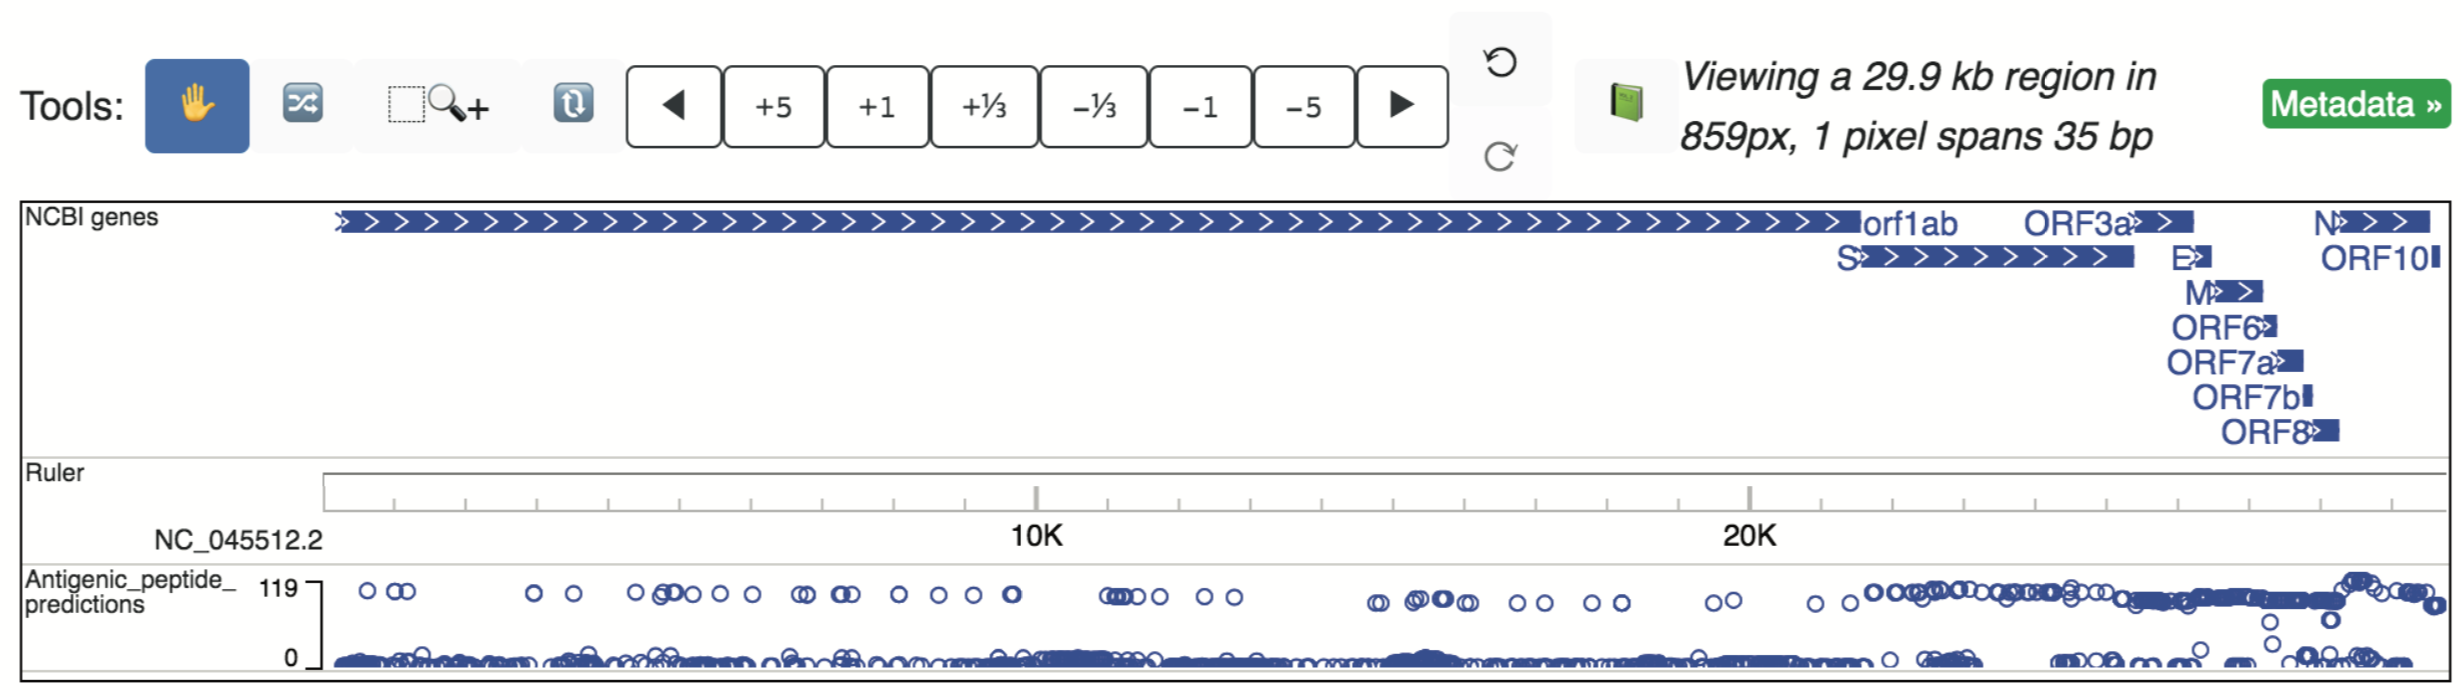 Tools:
+5
+1
+⅓
−⅓
−1
−5
Viewing a 29.9 kb region in
859px, 1 pixel spans 35 bp
Metadata »
NCBI genes
orf1ab
ORF3a
N
S
E
ORF10
M
ORF6
ORF7a
ORF7b
ORF8
Ruler
NC_045512.2
10K
20K
Antigenic_peptide_
predictions
119
0